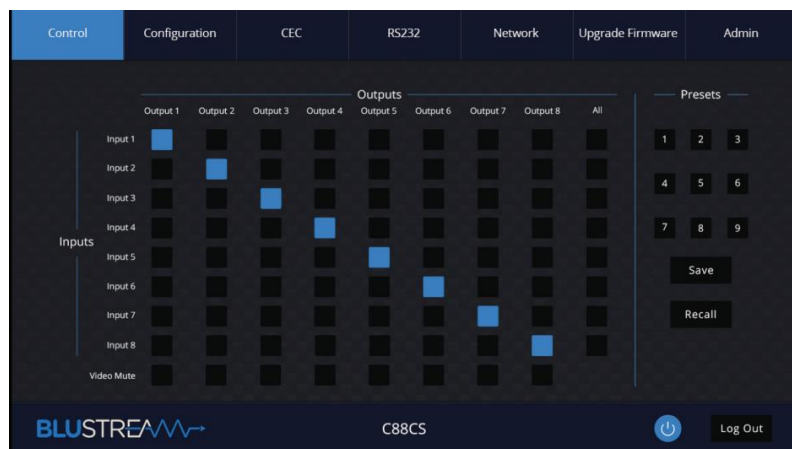 Control Configuration CEC RS232 Network Upgrade Firmware Admin
Outputs Presets
Output 1 Output 2 Output 3 Output 4 Output 5 Output 6 Output 7 Output 8 All
Input 1 1 2 3
Input 2
Input 3 4 5 6
Input 4 7 8 9
Inputs
Input 5
Save
Input 6
Input 7 Recall
Input 8
Video Mute
BLUSTREAM C88CS Log Out